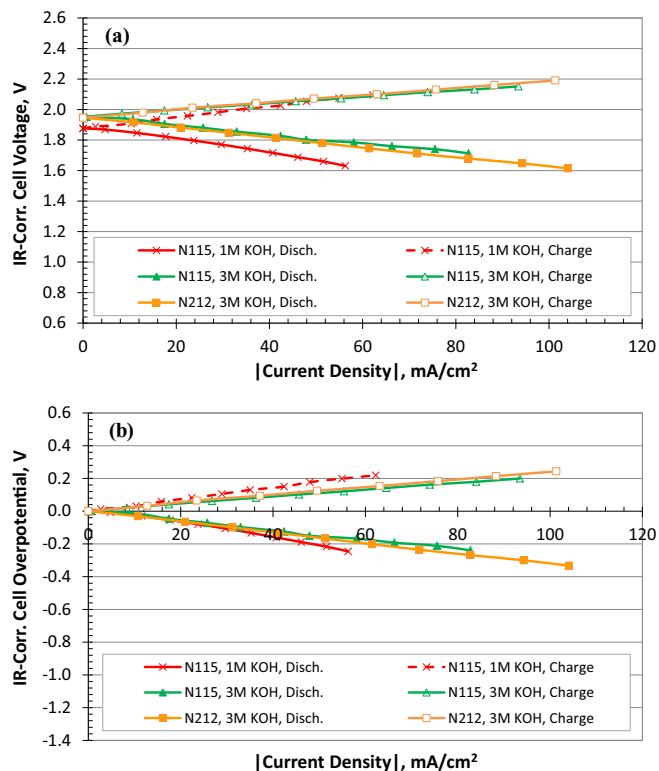 (a)
IR-Corr. Cell Voltage, V
2.6
2.4
2.2
2.0
1.8
1.6
1.4
1.2
1.0
0.8
0.6
N115, 1M KOH, Disch. N115, 1M KOH, Charge
N115, 3M KOH, Disch. N115, 3M KOH, Charge
N212, 3M KOH, Disch. N212, 3M KOH, Charge
0 20 40 60 80 100 120
|Current Density|, mA/cm²
(b)
IR-Corr. Cell Overpotential, V
0.6
0.4
0.2
0.0
-0.2
-0.4
-0.6
-0.8
-1.0
-1.2
-1.4
0 20 40 60 80 100 120
N115, 1M KOH, Disch. N115, 1M KOH, Charge
N115, 3M KOH, Disch. N115, 3M KOH, Charge
N212, 3M KOH, Disch. N212, 3M KOH, Charge
|Current Density|, mA/cm²